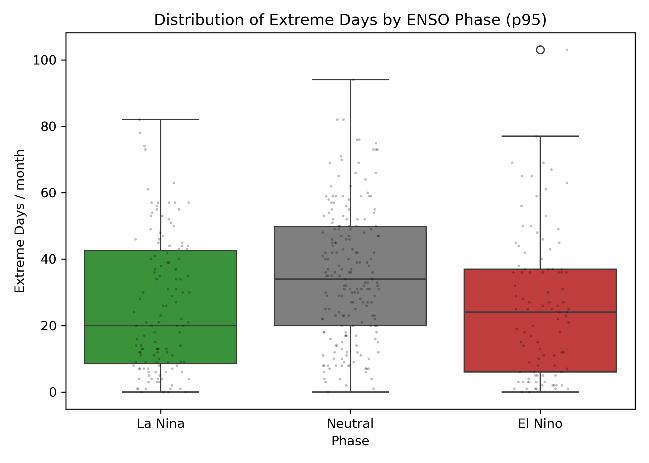 Distribution of Extreme Days by ENSO Phase (p95)
Extreme Days / month
100
80
60
40
20
0
La Nina
Neutral
El Nino
Phase